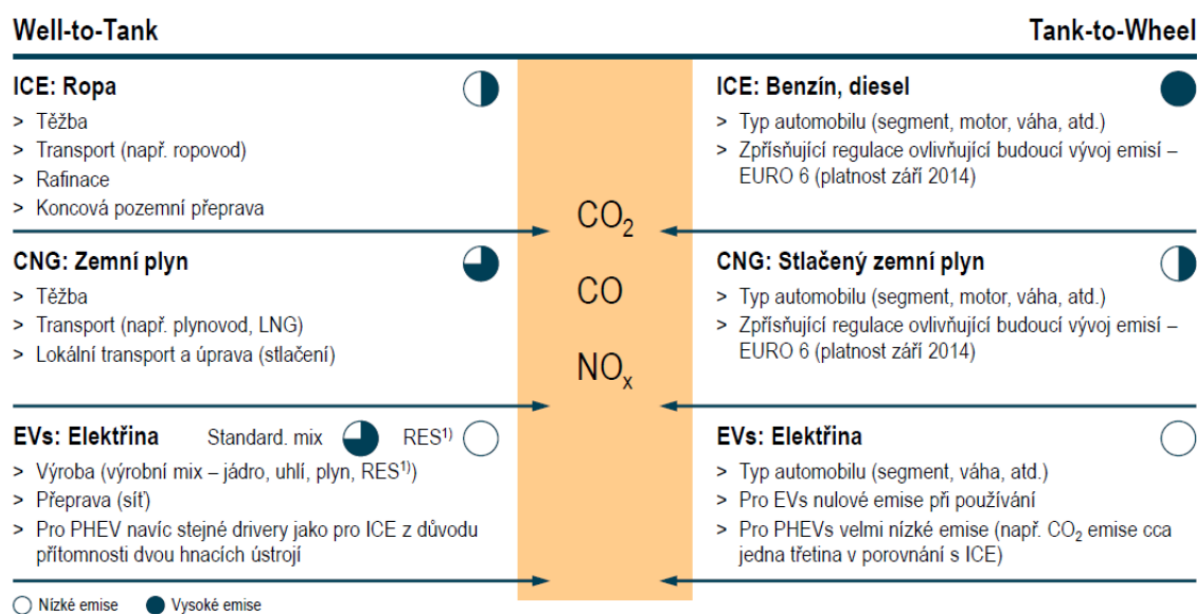 Well-to-Tank
Tank-to-Wheel
ICE: Ropa
> Těžba
> Transport (např. ropovod)
> Rafinace
> Koncová pozemní přeprava
ICE: Benzín, diesel
> Typ automobilu (segment, motor, váha, atd.)
> Zpřísňující regulace ovlivňující budoucí vývoj emisí –
EURO 6 (platnost září 2014)
CO₂
CO
NOₓ
CNG: Zemní plyn
> Těžba
> Transport (např. plynovod, LNG)
> Lokální transport a úprava (stlačení)
CNG: Stlačený zemní plyn
> Typ automobilu (segment, motor, váha, atd.)
> Zpřísňující regulace ovlivňující budoucí vývoj emisí –
EURO 6 (platnost září 2014)
EVs: Elektřina Standard. mix RES¹⁾
> Výroba (výrobní mix – jádro, uhlí, plyn, RES¹⁾)
> Přeprava (síť)
> Pro PHEV navíc stejné drivery jako pro ICE z důvodu
přítomnosti dvou hnacích ústrojí
EVs: Elektřina
> Typ automobilu (segment, váha, atd.)
> Pro EVs nulové emise při používání
> Pro PHEVs velmi nízké emise (např. CO₂ emise cca
jedna třetina v porovnání s ICE)
Nízké emise Vysoké emise